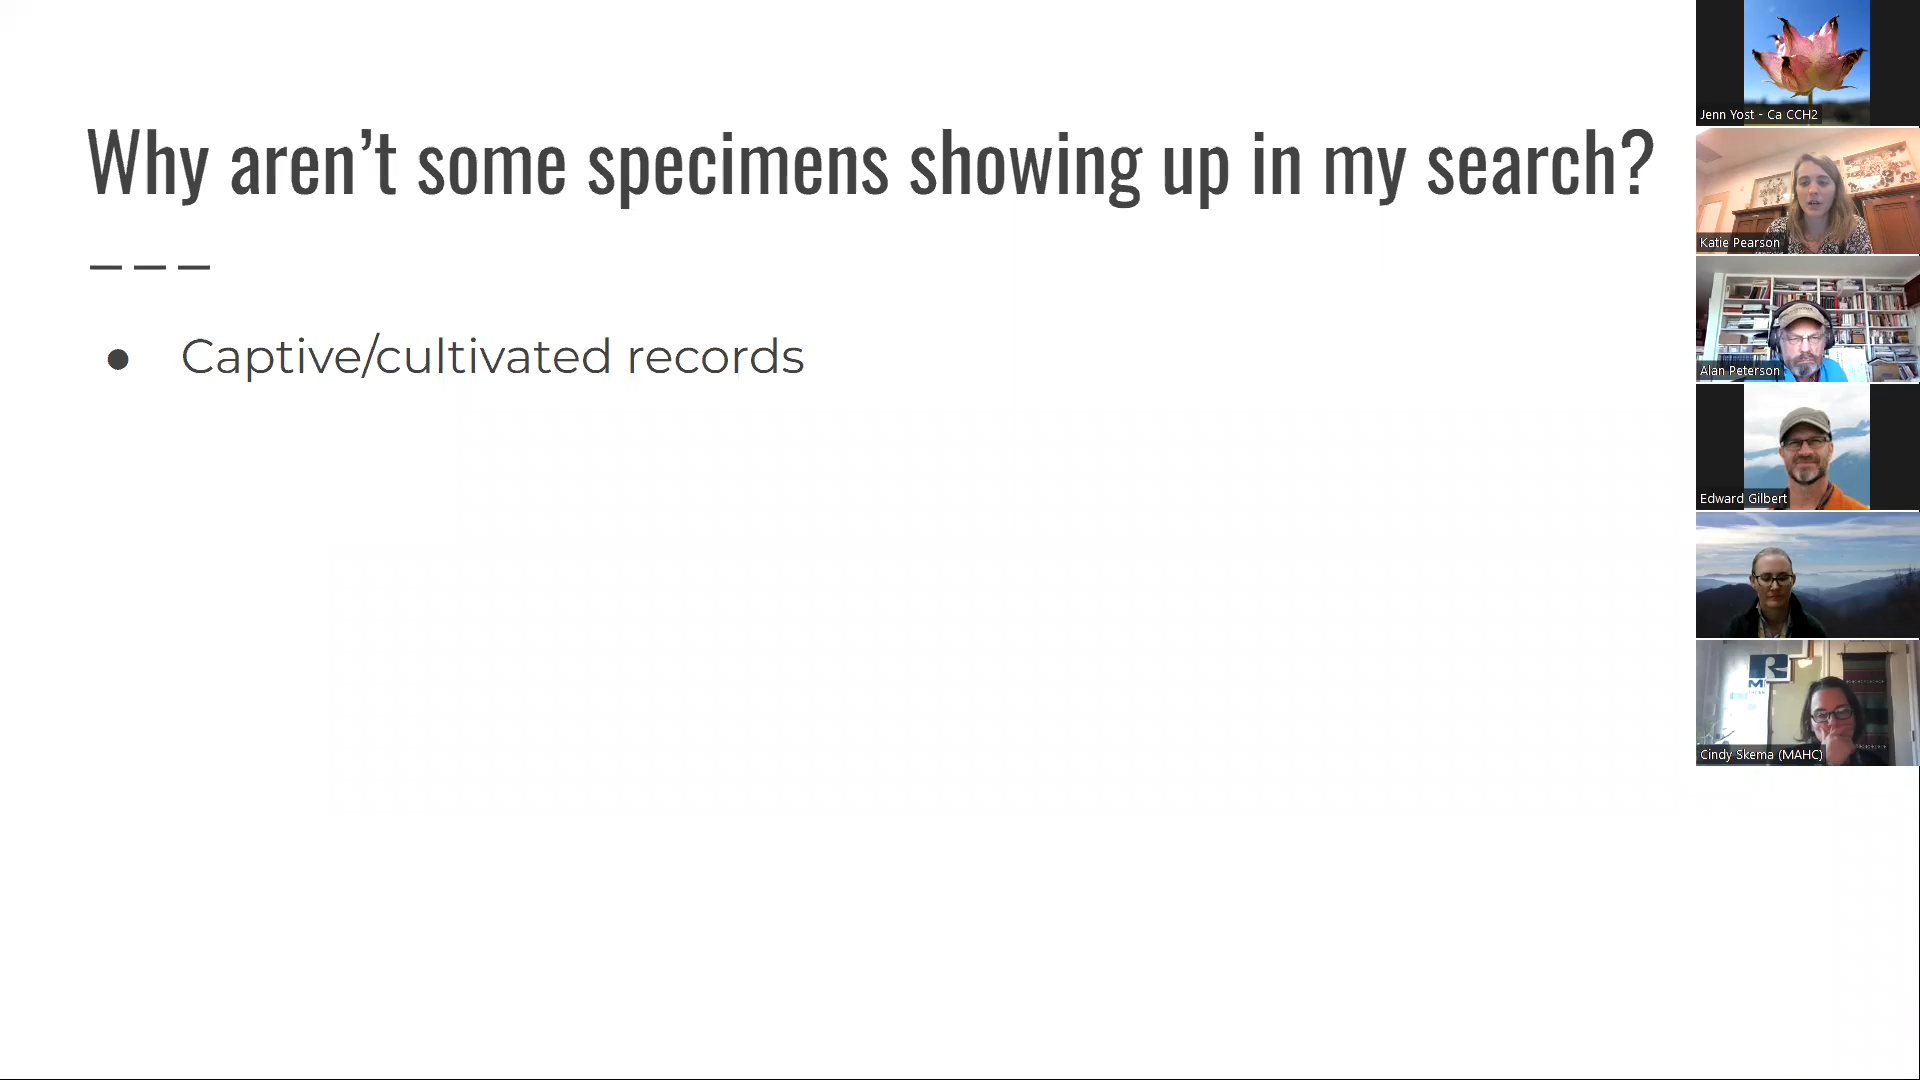 Why aren’t some specimens showing up in my search?
● Captive/cultivated records
Jenn Yost - Ca CCH2
Katie Pearson
Alan Peterson
Edward Gilbert
Cindy Skema (MAHC)